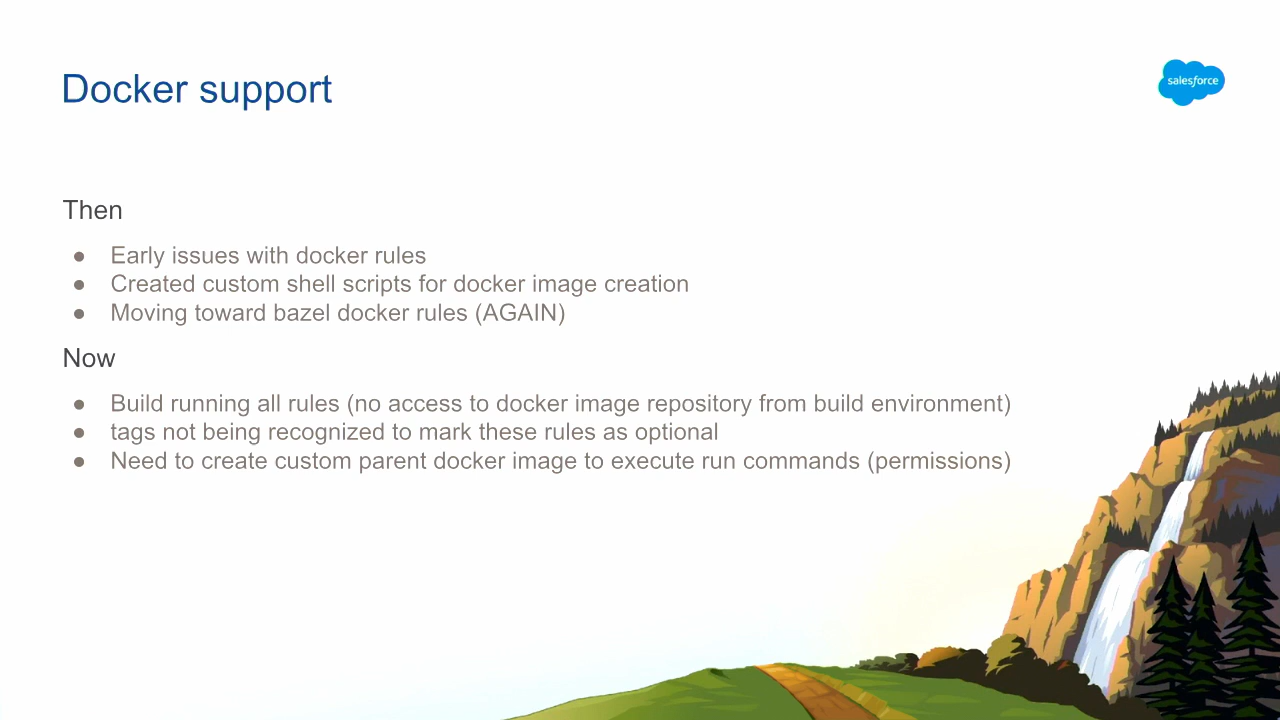 Docker support
salesforce
Then
● Early issues with docker rules
● Created custom shell scripts for docker image creation
● Moving toward bazel docker rules (AGAIN)
Now
● Build running all rules (no access to docker image repository from build environment)
● tags not being recognized to mark these rules as optional
● Need to create custom parent docker image to execute run commands (permissions)